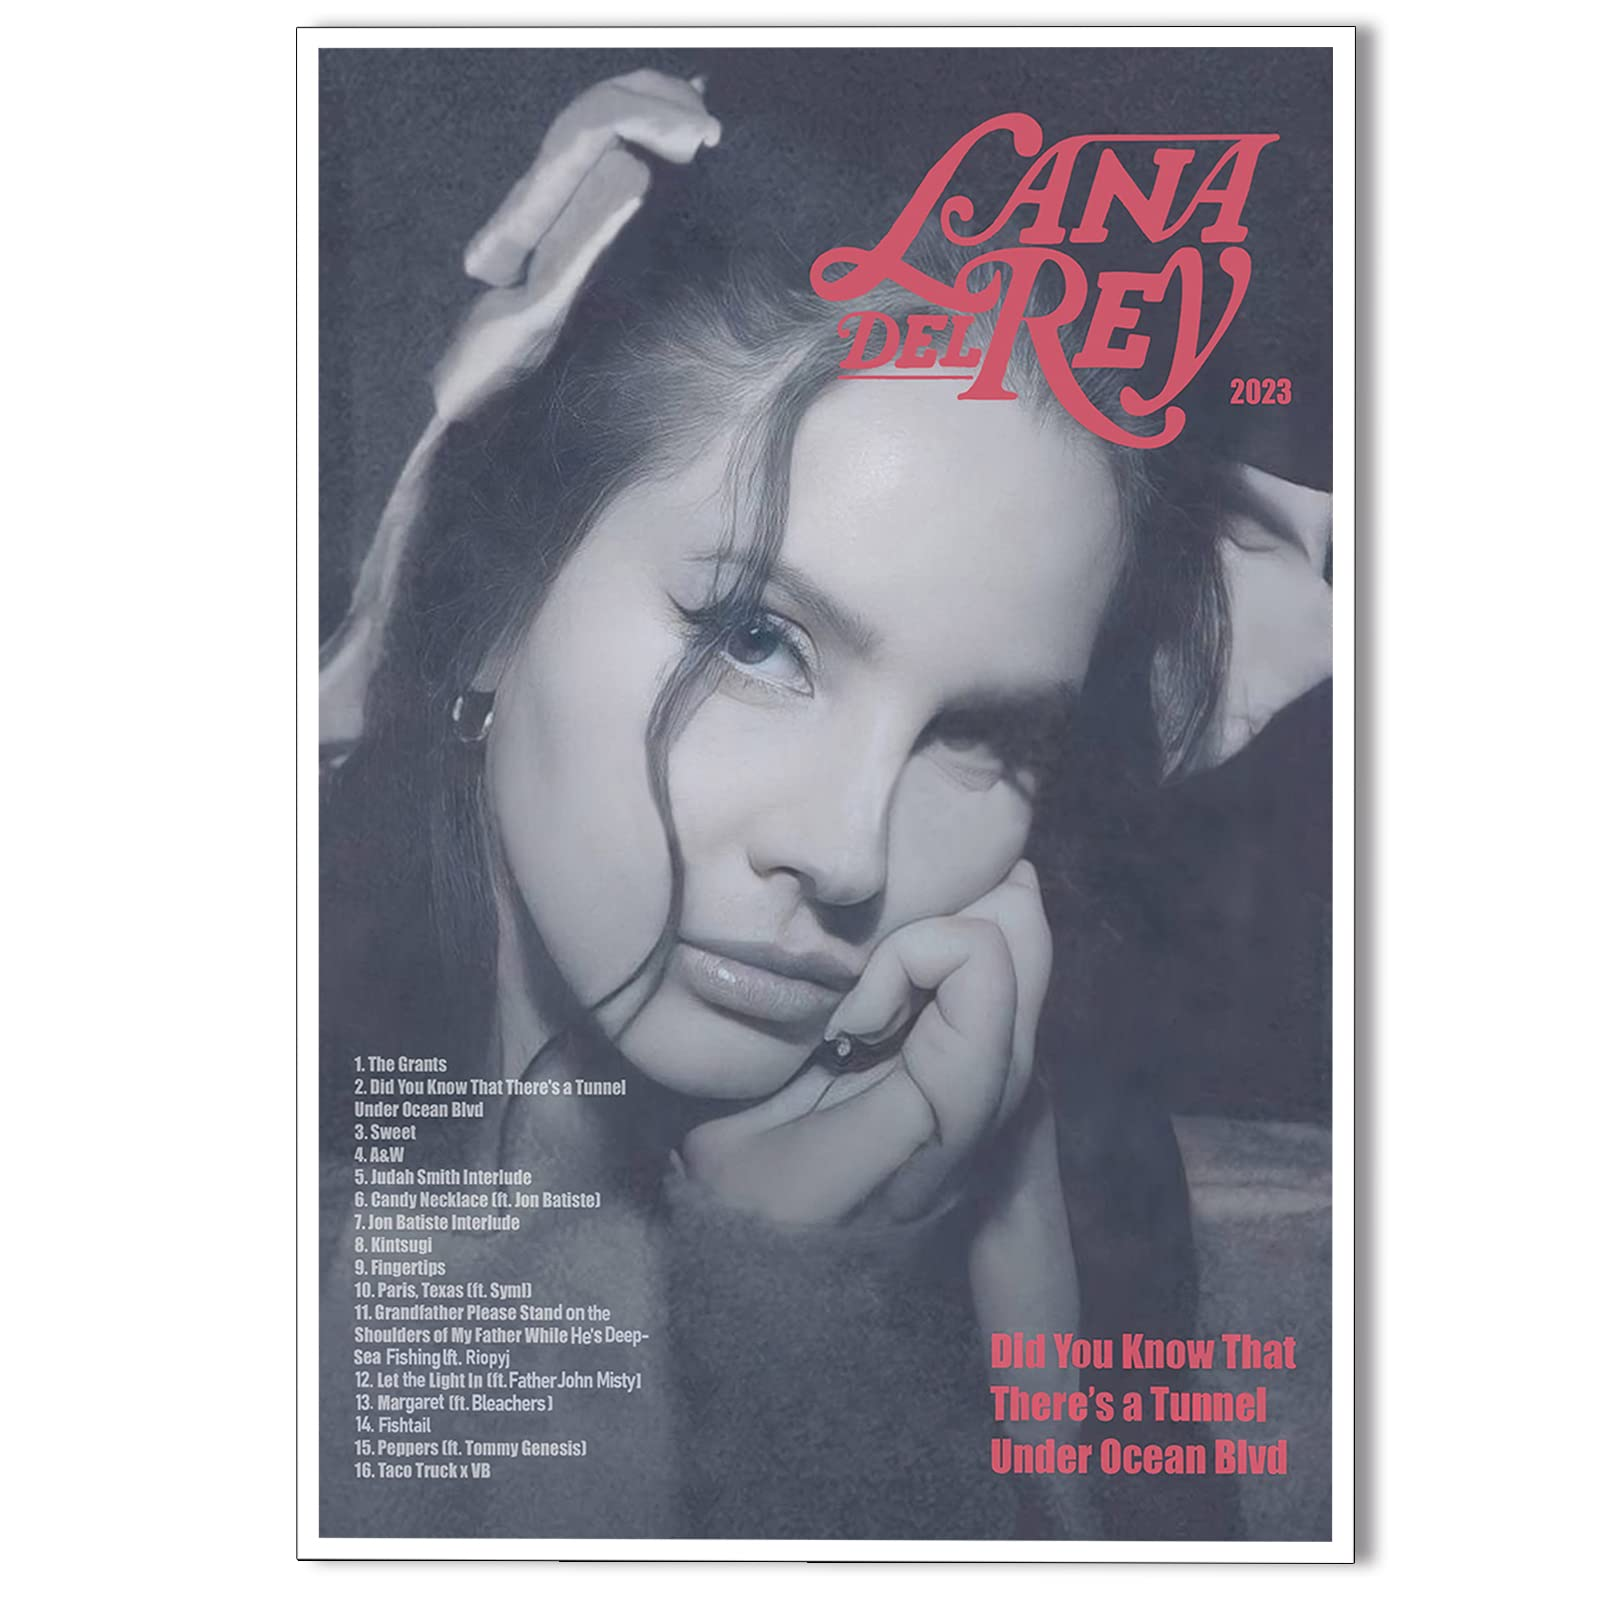 LANA
DEL REY
2023
1. The Grants
2. Did You Know That There's a Tunnel
Under Ocean Blvd
3. Sweet
4. A&W
5. Judah Smith Interlude
6. Candy Necklace (ft. Jon Batiste)
7. Jon Batiste Interlude
8. Kintsugi
9. Fingertips
10. Paris, Texas (ft. Syml)
11. Grandfather Please Stand on the
Shoulders of My Father While He's Deep-
Sea Fishing(ft. Riopyj
12. Let the Light In (ft. Father John Misty)
13. Margaret (ft. Bleachers)
14. Fishtail
15. Peppers (ft. Tommy Genesis)
16. Taco Truck x VB
Did You Know That
There's a Tunnel
Under Ocean Blvd